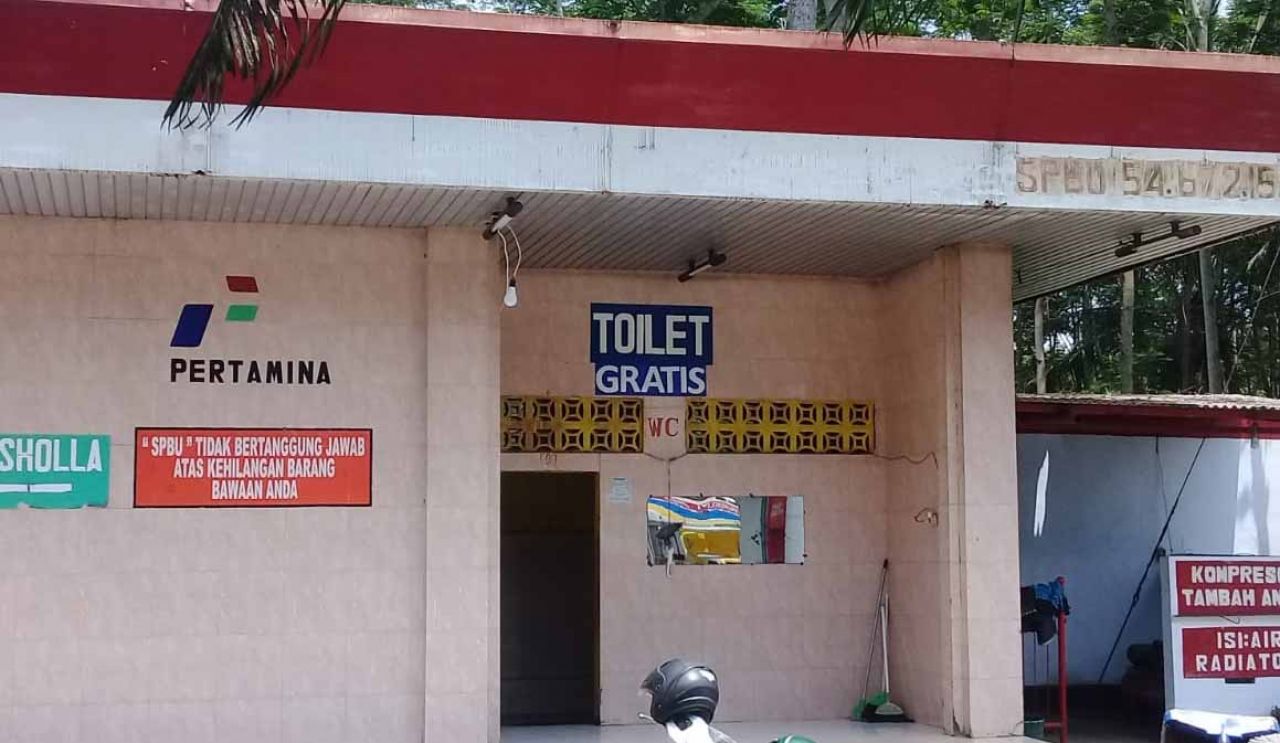 SPBU 54.672.15
TOILET
GRATIS
WC
PERTAMINA
SHOLLA
" SPBU " TIDAK BERTANGGUNG JAWAB
ATAS KEHILANGAN BARANG
BAWAAN ANDA
KOMPRESO
TAMBAH AN
ISI:AIR
RADIATO